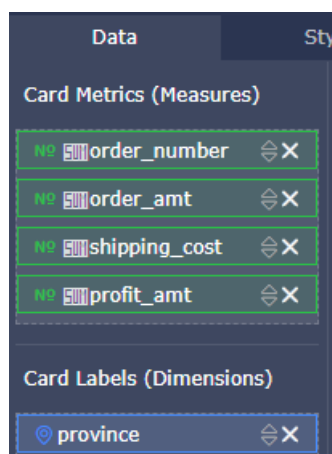 Data
Sty
Card Metrics (Measures)
Nº SUM order_number
Nº SUM order_amt
Nº SUM shipping_cost
Nº SUM profit_amt
Card Labels (Dimensions)
province